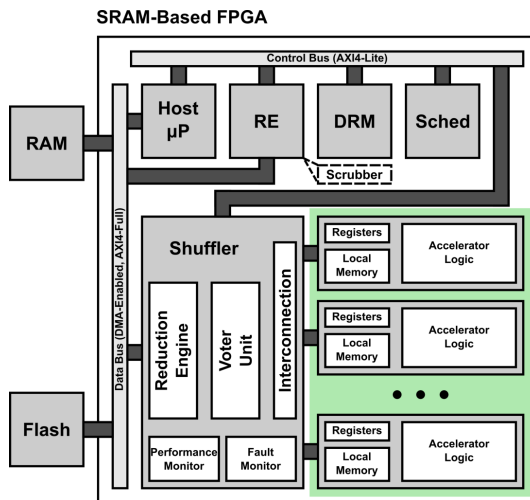 SRAM-Based FPGA
Control Bus (AXI4-Lite)
Host
µP
RE
DRM
Sched
RAM
Scrubber
Data Bus (DMA-Enabled, AXI4-Full)
Shuffler
Reduction
Engine
Voter
Unit
Interconnection
Performance
Monitor
Fault
Monitor
Registers
Local
Memory
Accelerator
Logic
Registers
Local
Memory
Accelerator
Logic
Registers
Local
Memory
Accelerator
Logic
Flash